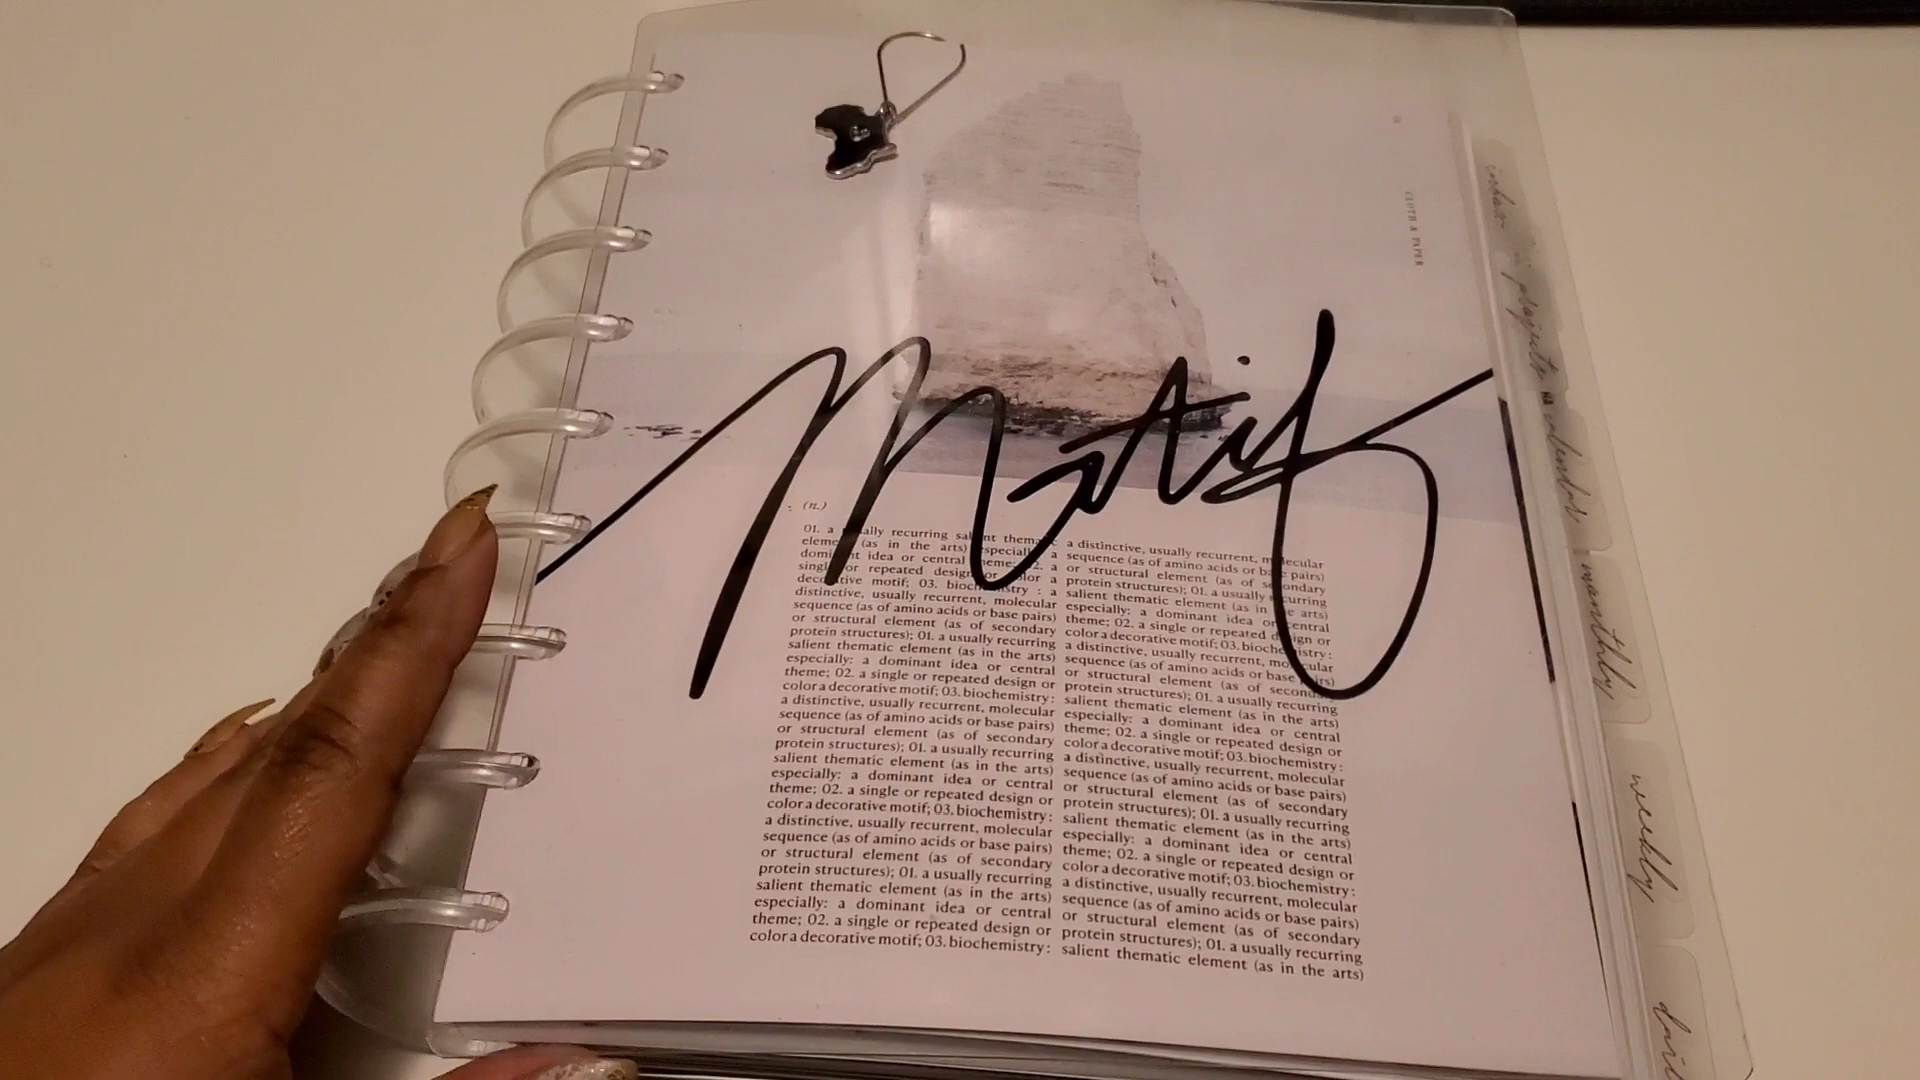 CLOTH & PAPER
Motif
(n.)
01. a usually recurring salient thematic
element (as in the arts) especially: a
dominant idea or central theme; 02. a
single or repeated design or color a
decorative motif; 03. biochemistry : a
distinctive, usually recurrent, molecular
sequence (as of amino acids or base pairs)
or structural element (as of secondary
protein structures); 01. a usually recurring
salient thematic element (as in the arts)
especially: a dominant idea or central
theme; 02. a single or repeated design or
color a decorative motif; 03. biochemistry:
a distinctive, usually recurrent, molecular
sequence (as of amino acids or base pairs)
or structural element (as of secondary
protein structures); 01. a usually recurring
salient thematic element (as in the arts)
especially: a dominant idea or central
theme; 02. a single or repeated design or
color a decorative motif; 03. biochemistry:
a distinctive, usually recurrent, molecular
sequence (as of amino acids or base pairs)
or structural element (as of secondary
protein structures); 01. a usually recurring
salient thematic element (as in the arts)
especially: a dominant idea or central
theme; 02. a single or repeated design or
color a decorative motif; 03. biochemistry:
a distinctive, usually recurrent, molecular
sequence (as of amino acids or base pairs)
or structural element (as of secondary
protein structures); 01. a usually recurring
salient thematic element (as in the arts)
especially: a dominant idea or central
theme; 02. a single or repeated design or
color a decorative motif; 03. biochemistry:
a distinctive, usually recurrent, molecular
sequence (as of amino acids or base pairs)
or structural element (as of secondary
protein structures); 01. a usually recurring
salient thematic element (as in the arts)
especially: a dominant idea or central
theme; 02. a single or repeated design or
color a decorative motif; 03. biochemistry:
a distinctive, usually recurrent, molecular
sequence (as of amino acids or base pairs)
or structural element (as of secondary
protein structures); 01. a usually recurring
salient thematic element (as in the arts)
especially: a dominant idea or central
theme; 02. a single or repeated design or
color a decorative motif; 03. biochemistry:
a distinctive, usually recurrent, molecular
sequence (as of amino acids or base pairs)
or structural element (as of secondary
protein structures); 01. a usually recurring
salient thematic element (as in the arts)
projects
calendar
monthly
weekly